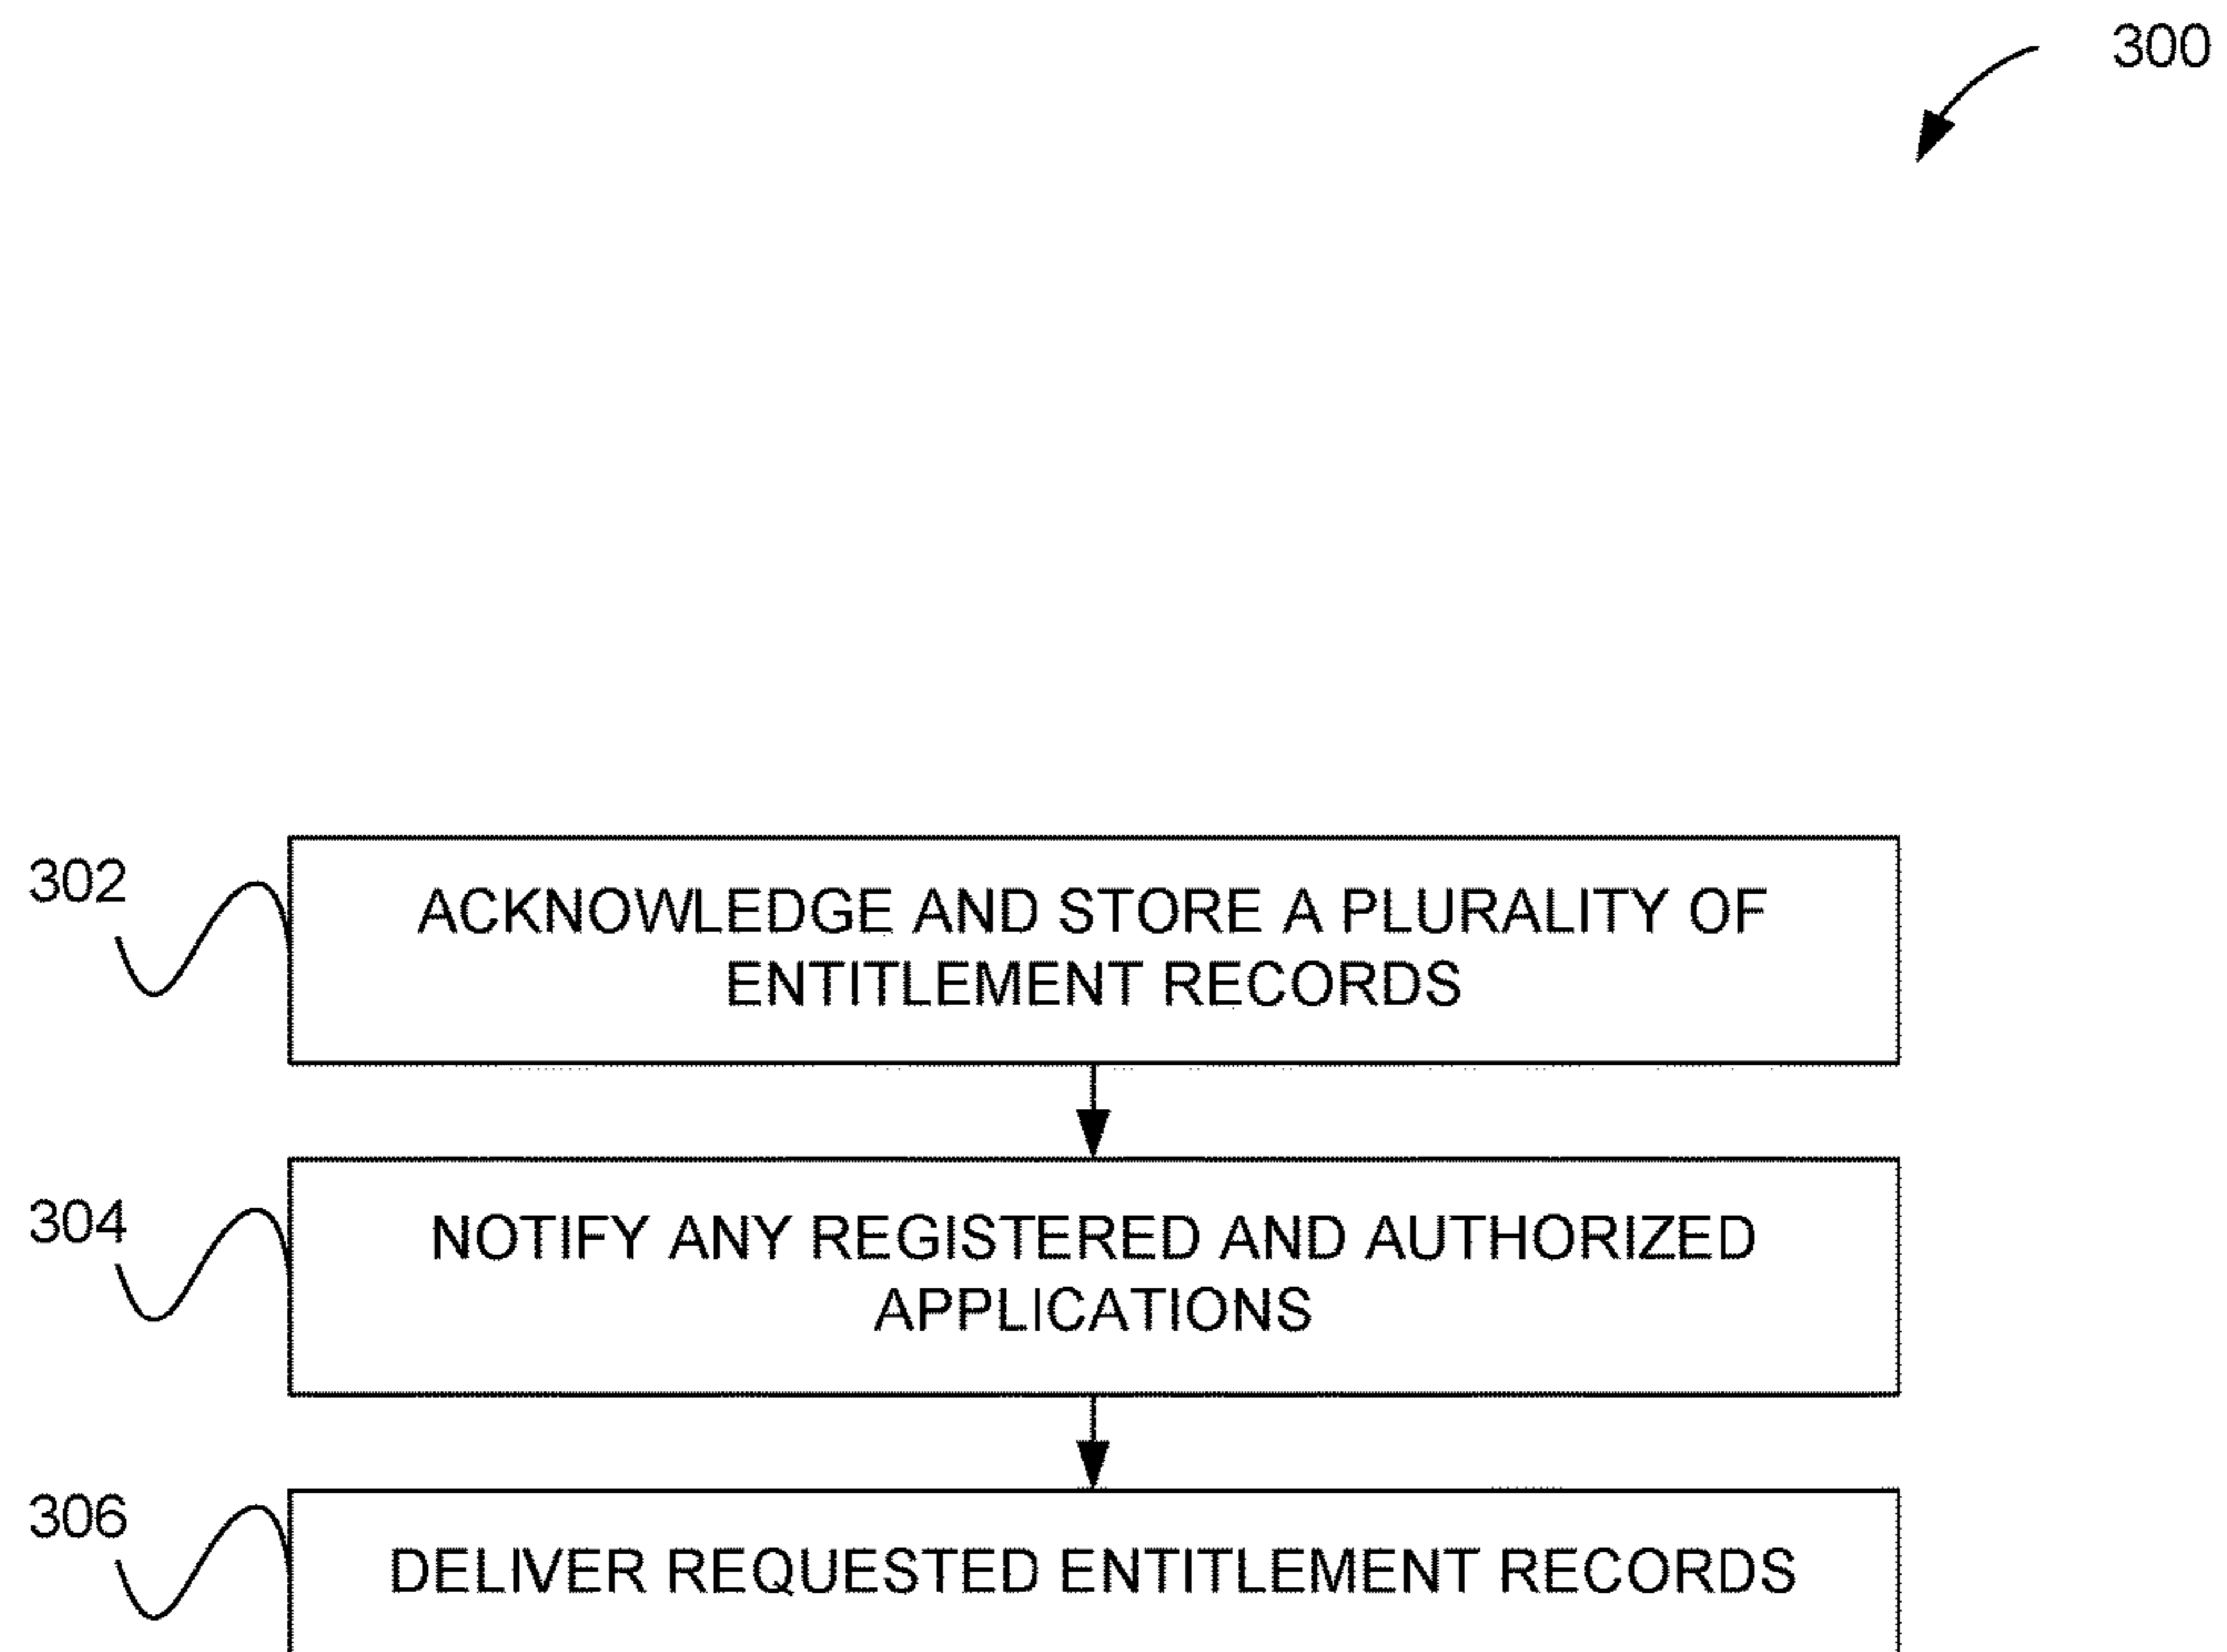 300
302
ACKNOWLEDGE AND STORE A PLURALITY OF
ENTITLEMENT RECORDS
304
NOTIFY ANY REGISTERED AND AUTHORIZED
APPLICATIONS
306
DELIVER REQUESTED ENTITLEMENT RECORDS